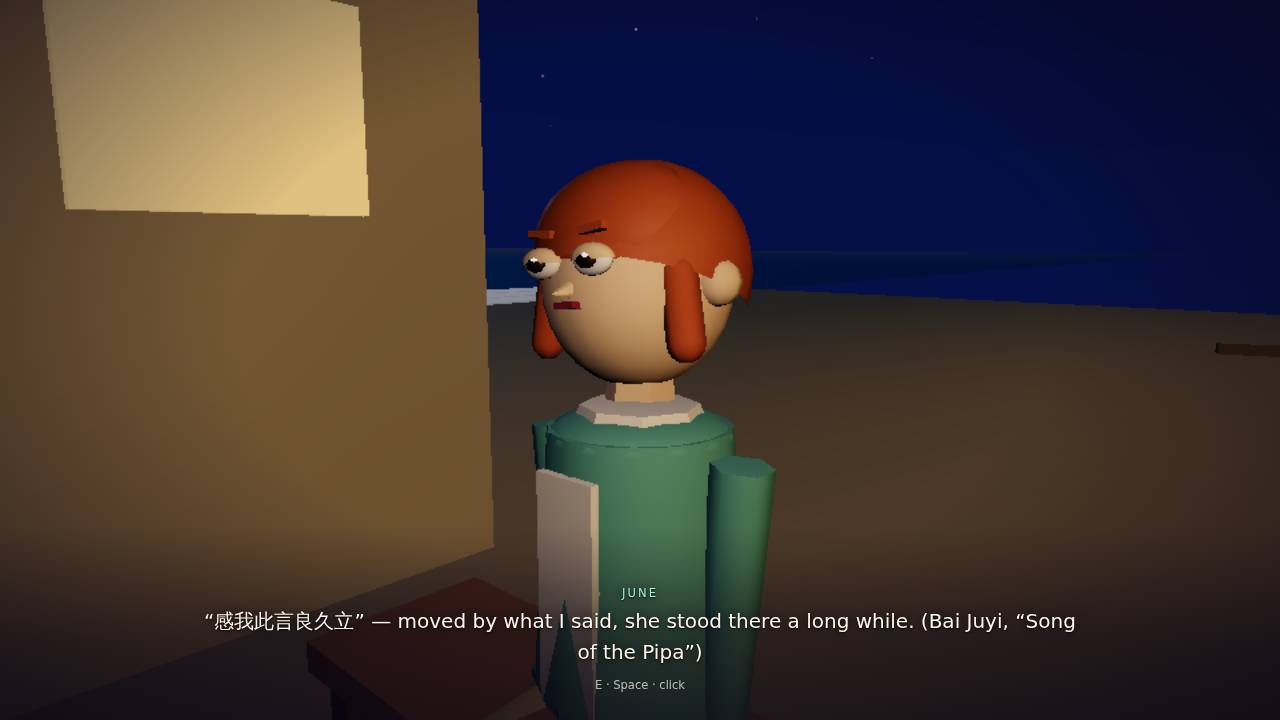 JUNE
“感我此言良久立” — moved by what I said, she stood there a long while. (Bai Juyi, “Song
of the Pipa”)
E · Space · click